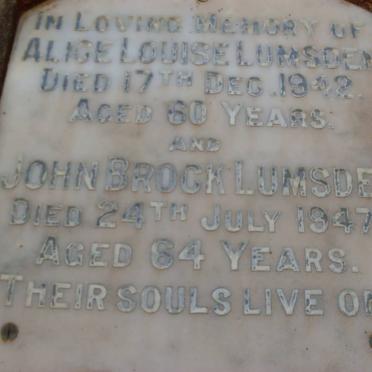 IN LOVING MEMORY OF
ALICE LOUISE LUMSDEN
DIED 17TH DEC. 1942.
AGED 60 YEARS.
AND
JOHN BROCK LUMSDE
DIED 24TH JULY 1947
AGED 64 YEARS.
THEIR SOULS LIVE O